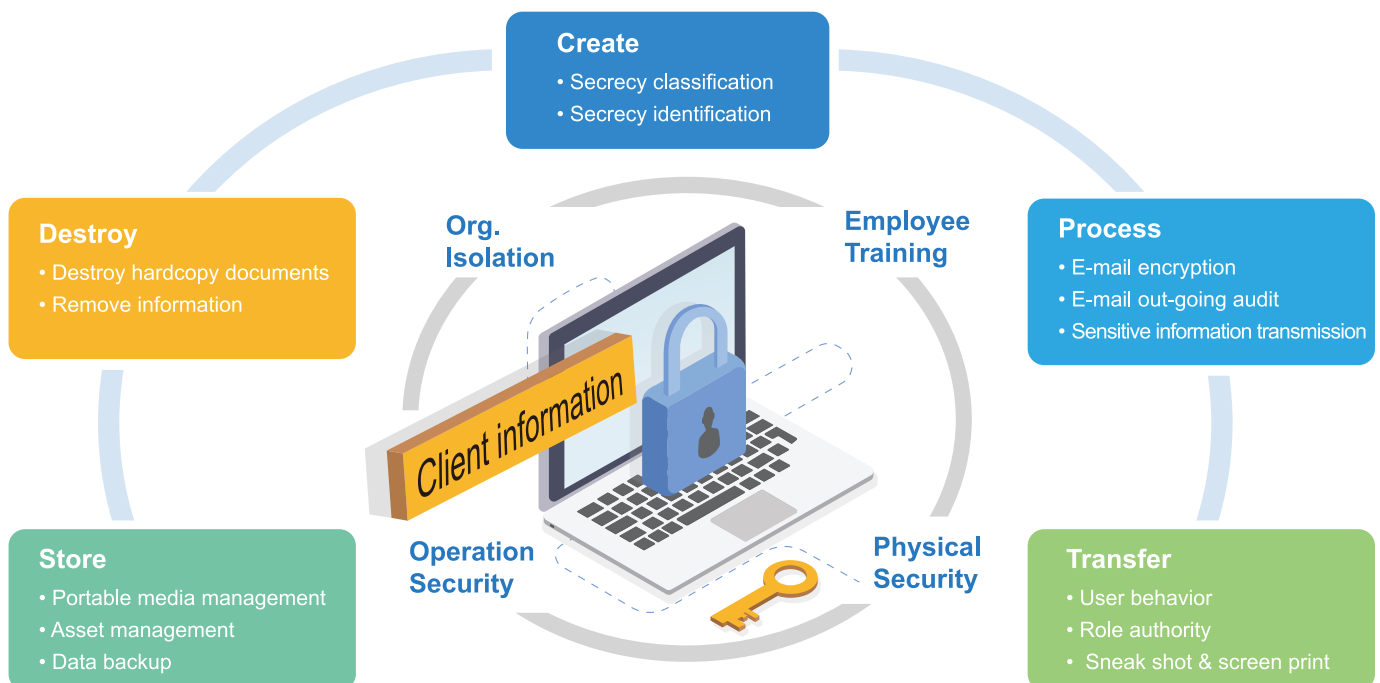 Create
• Secrecy classification
• Secrecy identification
Destroy
• Destroy hardcopy documents
• Remove information
Org.
Isolation
Employee
Training
Process
• E-mail encryption
• E-mail out-going audit
• Sensitive information transmission
Client information
Store
• Portable media management
• Asset management
• Data backup
Operation
Security
Physical
Security
Transfer
• User behavior
• Role authority
• Sneak shot & screen print